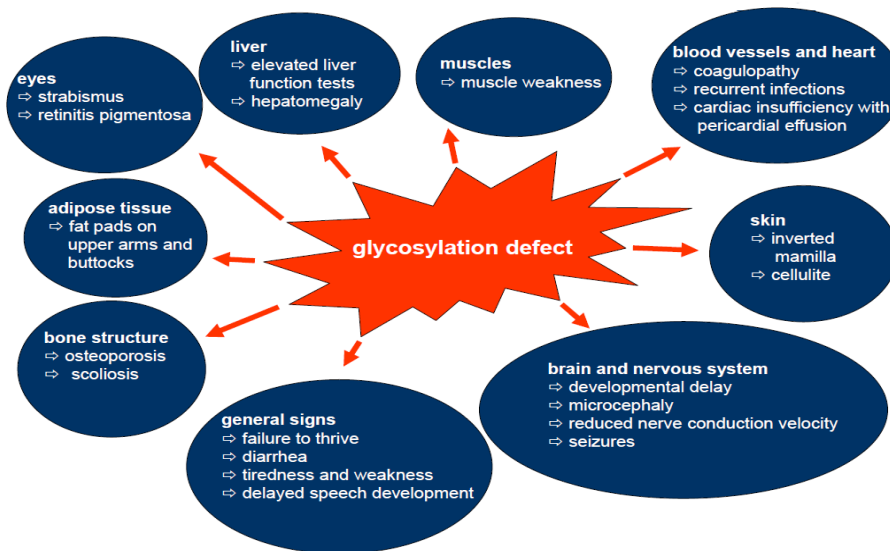 eyes
⇨ strabismus
⇨ retinitis pigmentosa
liver
⇨ elevated liver
function tests
⇨ hepatomegaly
muscles
⇨ muscle weakness
blood vessels and heart
⇨ coagulopathy
⇨ recurrent infections
⇨ cardiac insufficiency with
pericardial effusion
adipose tissue
⇨ fat pads on
upper arms and
buttocks
glycosylation defect
skin
⇨ inverted
mamilla
⇨ cellulite
bone structure
⇨ osteoporosis
⇨ scoliosis
general signs
⇨ failure to thrive
⇨ diarrhea
⇨ tiredness and weakness
⇨ delayed speech development
brain and nervous system
⇨ developmental delay
⇨ microcephaly
⇨ reduced nerve conduction velocity
⇨ seizures